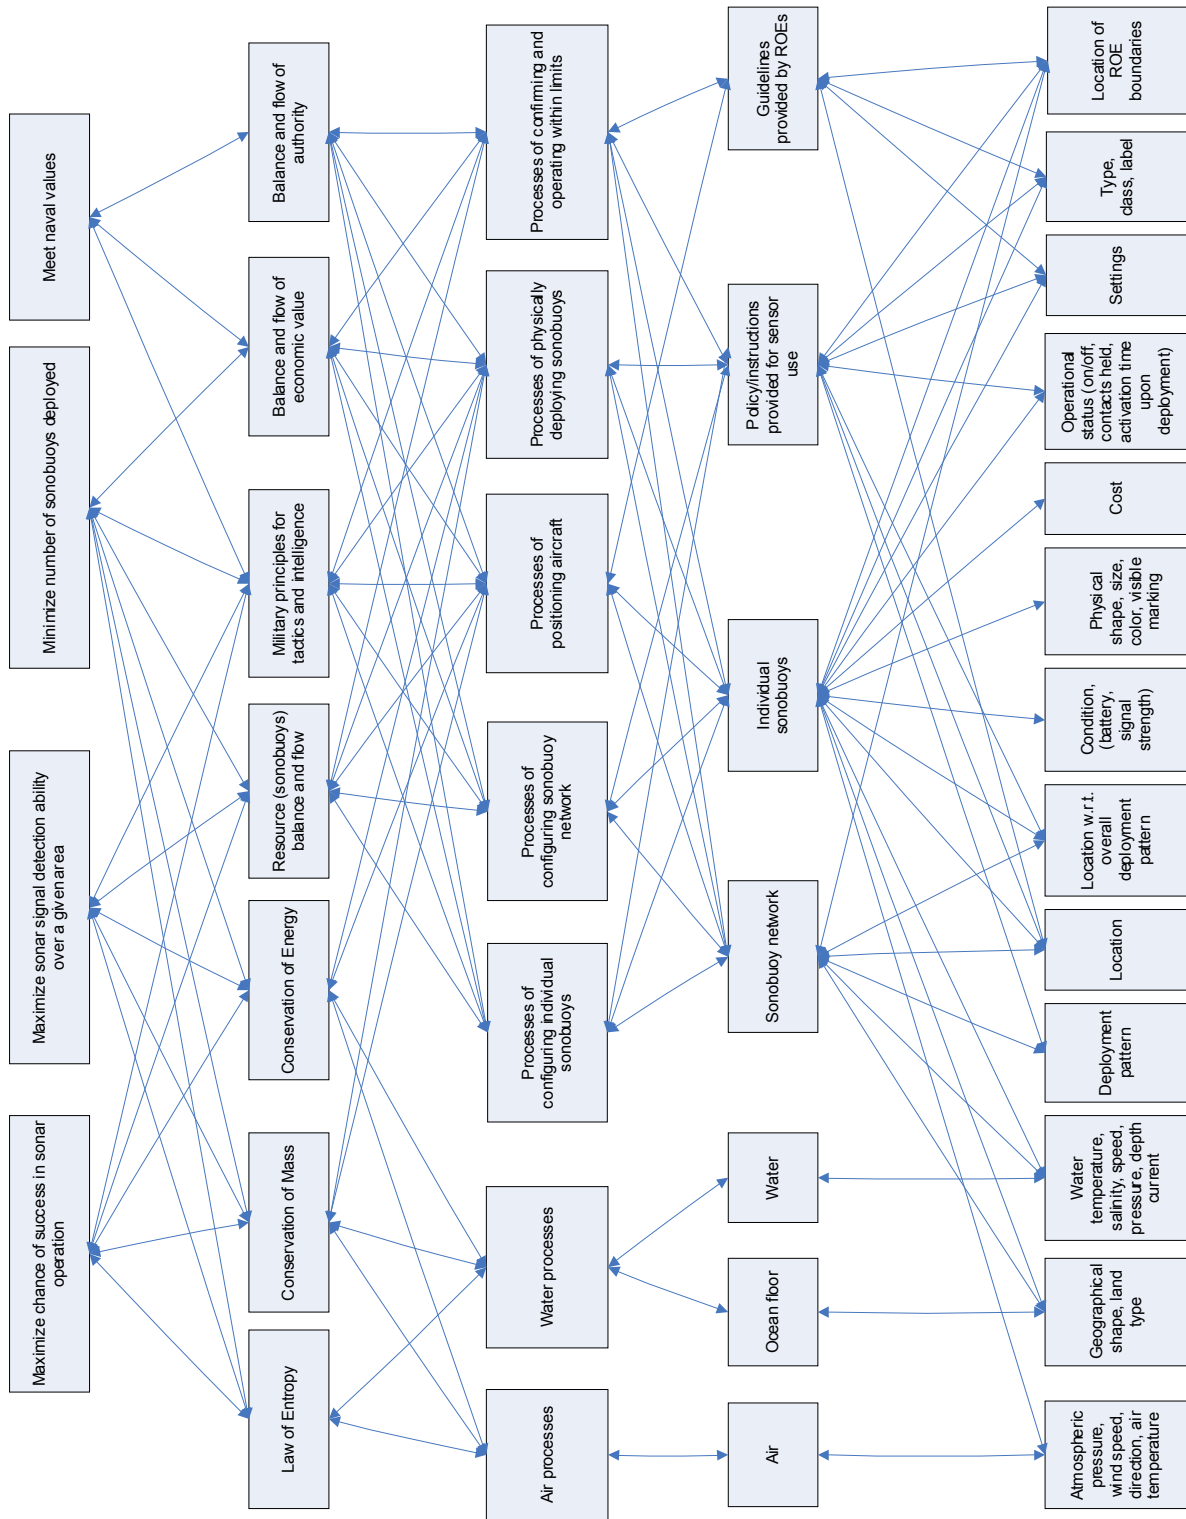 Maximize chance of success in sonar
operation
Maximize sonar signal detection ability
over a given area
Minimize number of sonobuoys deployed
Meet naval values
Law of Entropy
Conservation of Mass
Conservation of Energy
Resource (sonobuoys)
balance and flow
Military principles for
tactics and intelligence
Balance and flow of
economic value
Balance and flow of
authority
Air processes
Water processes
Processes of
configuring individual
sonobuoys
Processes of
configuring sonobuoy
network
Processes of
positioning aircraft
Processes of physically
deploying sonobuoys
Processes of confirming and
operating within limits
Air
Ocean floor
Water
Sonobuoy network
Individual
sonobuoys
Policy/instructions
provided for sensor
use
Guidelines
provided by ROEs
Atmospheric
pressure,
wind speed,
direction, air
temperature
Geographical
shape, land
type
Water
temperature,
salinity, speed,
pressure, depth
current
Deployment
pattern
Location
Location w.r.t.
overall
deployment
pattern
Condition,
(battery,
signal
strength)
Physical
shape, size,
color, visible
marking
Cost
Operational
status (on/off,
contacts held,
activation time
upon
deployment)
Settings
Type,
class, label
Location of
ROE
boundaries